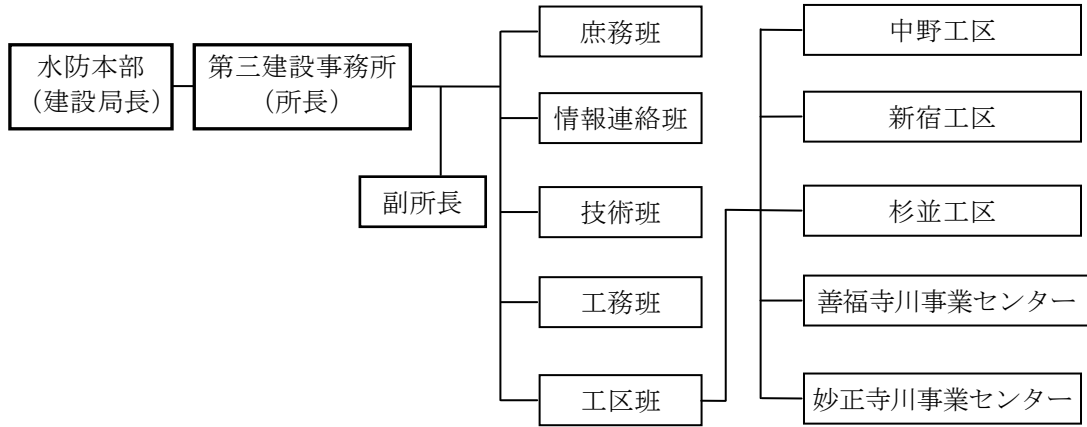 水防本部
（建設局長）
第三建設事務所
（所長）
副所長
庶務班
情報連絡班
技術班
工務班
工区班
中野工区
新宿工区
杉並工区
善福寺川事業センター
妙正寺川事業センター